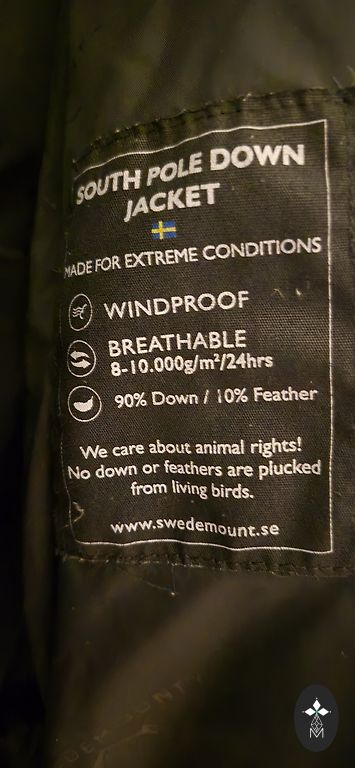 SOUTH POLE DOWN
JACKET
MADE FOR EXTREME CONDITIONS
WINDPROOF
BREATHABLE
8-10.000g/m²/24hrs
90% Down / 10% Feather
We care about animal rights!
No down or feathers are plucked
from living birds.
www.swedemount.se
M